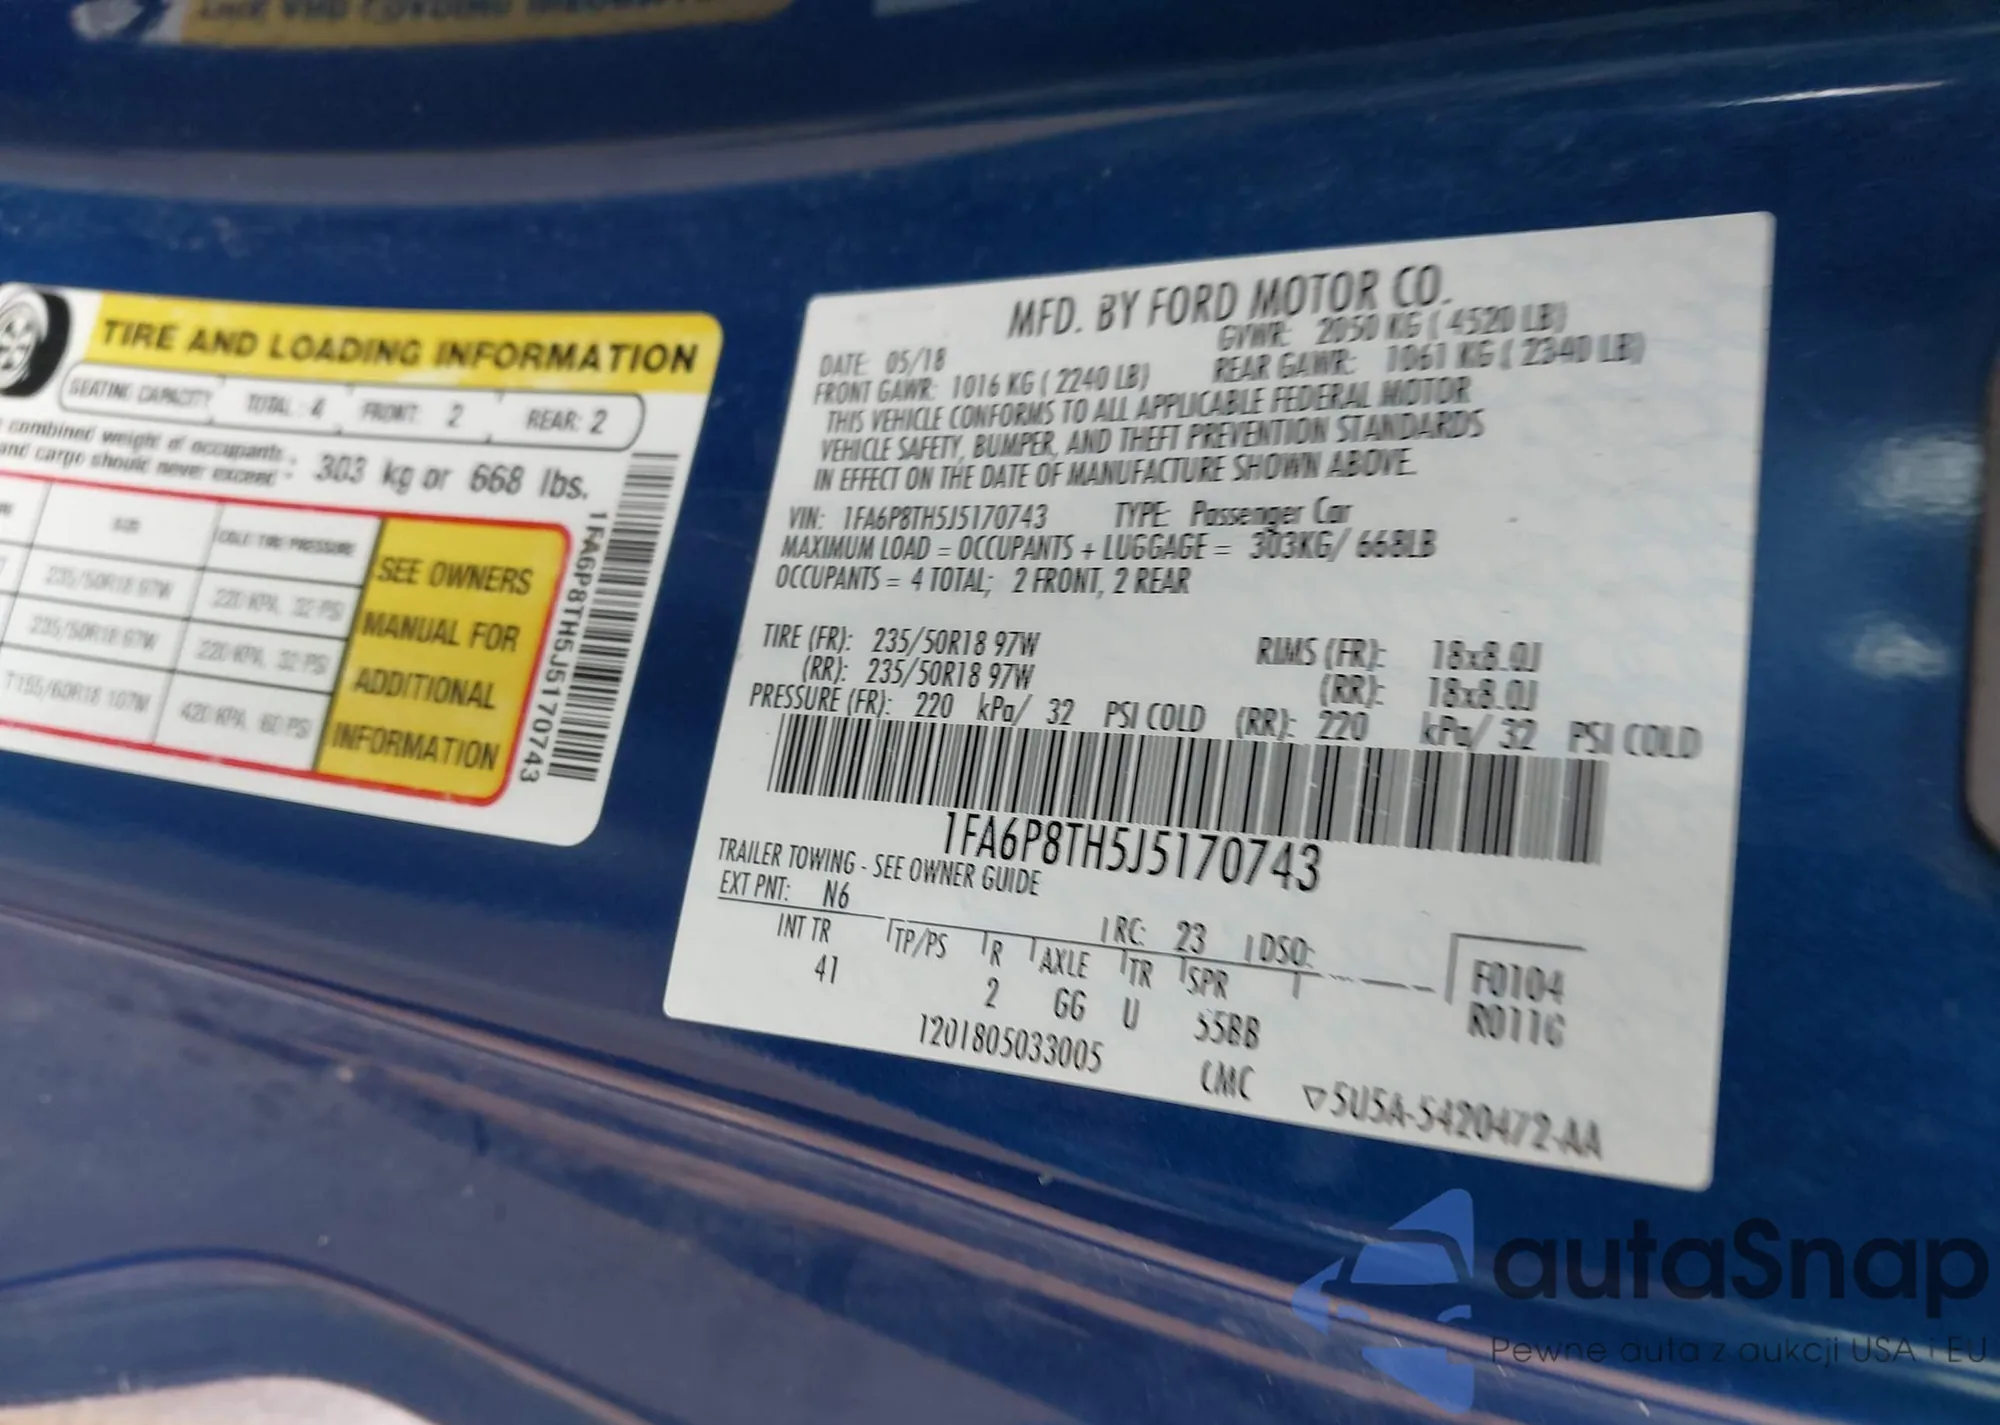 TIRE AND LOADING INFORMATION
SEATING CAPACITY TOTAL: 4 FRONT: 2 REAR: 2
combined weight of occupants
and cargo should never exceed 303 kg or 668 lbs.
SIZE COLD TIRE PRESSURE
235/50R18 97W 220 KPA, 32 PSI
235/50R18 97W 220 KPA, 32 PSI
T155/60R18 107M 420 KPA, 60 PSI
SEE OWNERS
MANUAL FOR
ADDITIONAL
INFORMATION
1FA6P8TH5J5170743
MFD. BY FORD MOTOR CO.
DATE: 05/18 GVWR: 2050 KG ( 4520 LB)
FRONT GAWR: 1016 KG ( 2240 LB) REAR GAWR: 1061 KG ( 2340 LB)
THIS VEHICLE CONFORMS TO ALL APPLICABLE FEDERAL MOTOR
VEHICLE SAFETY, BUMPER, AND THEFT PREVENTION STANDARDS
IN EFFECT ON THE DATE OF MANUFACTURE SHOWN ABOVE.
VIN: 1FA6P8TH5J5170743 TYPE: Passenger Car
MAXIMUM LOAD = OCCUPANTS + LUGGAGE = 303KG/ 668LB
OCCUPANTS = 4 TOTAL; 2 FRONT, 2 REAR
TIRE (FR): 235/50R18 97W RIMS (FR): 18x8.0J
(RR): 235/50R18 97W (RR): 18x8.0J
PRESSURE (FR): 220 kPa/ 32 PSI COLD (RR): 220 kPa/ 32 PSI COLD
1FA6P8TH5J5170743
TRAILER TOWING - SEE OWNER GUIDE
EXT PNT: N6 RC: 23 DSO:
INT TR TP/PS R AXLE TR SPR
41 2 GG U 55BB
F0104
R011G
1201805033005 CMC 5U5A-5420472-AA
autaSnap
Pewne auta z aukcji USA i EU